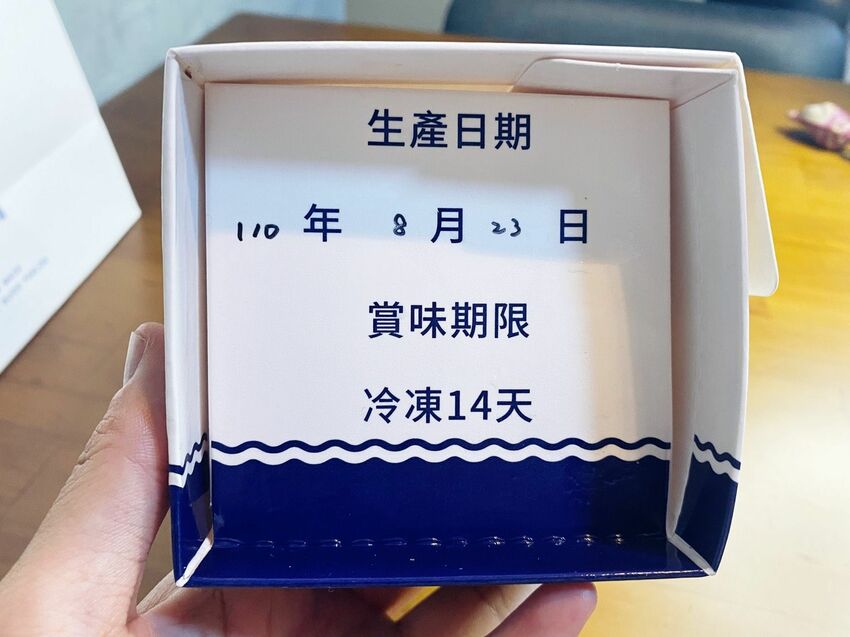 生產日期
110 年 8 月 23 日
賞味期限
冷凍14天